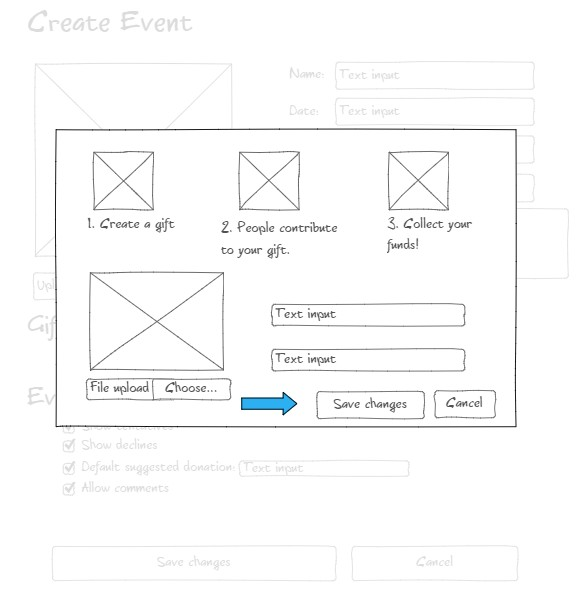 Create Event
Name: Text input
Date: Text input
1. Create a gift
2. People contribute
to your gift.
3. Collect your
funds!
Text input
Text input
File upload Choose...
Save changes
Cancel
Show declines
Default suggested donation: Text input
Allow comments
Save changes
Cancel